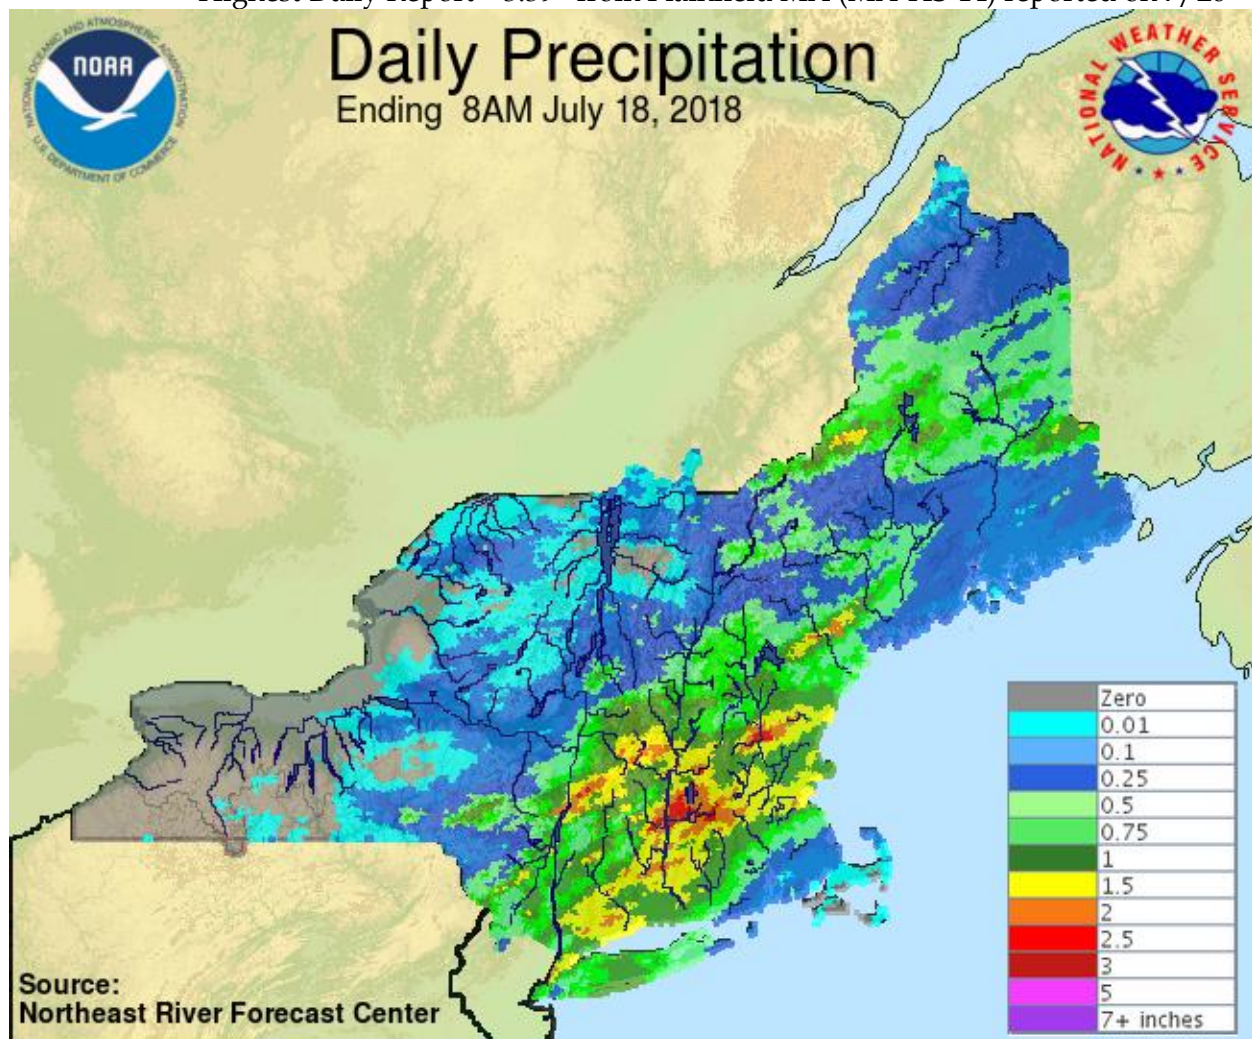 Daily Precipitation
Ending 8AM July 18, 2018
NOAA
NATIONAL OCEANIC AND ATMOSPHERIC ADMINISTRATION
U.S. DEPARTMENT OF COMMERCE
NATIONAL WEATHER SERVICE
Zero
0.01
0.1
0.25
0.5
0.75
1
1.5
2
2.5
3
5
7+ inches
Source:
Northeast River Forecast Center